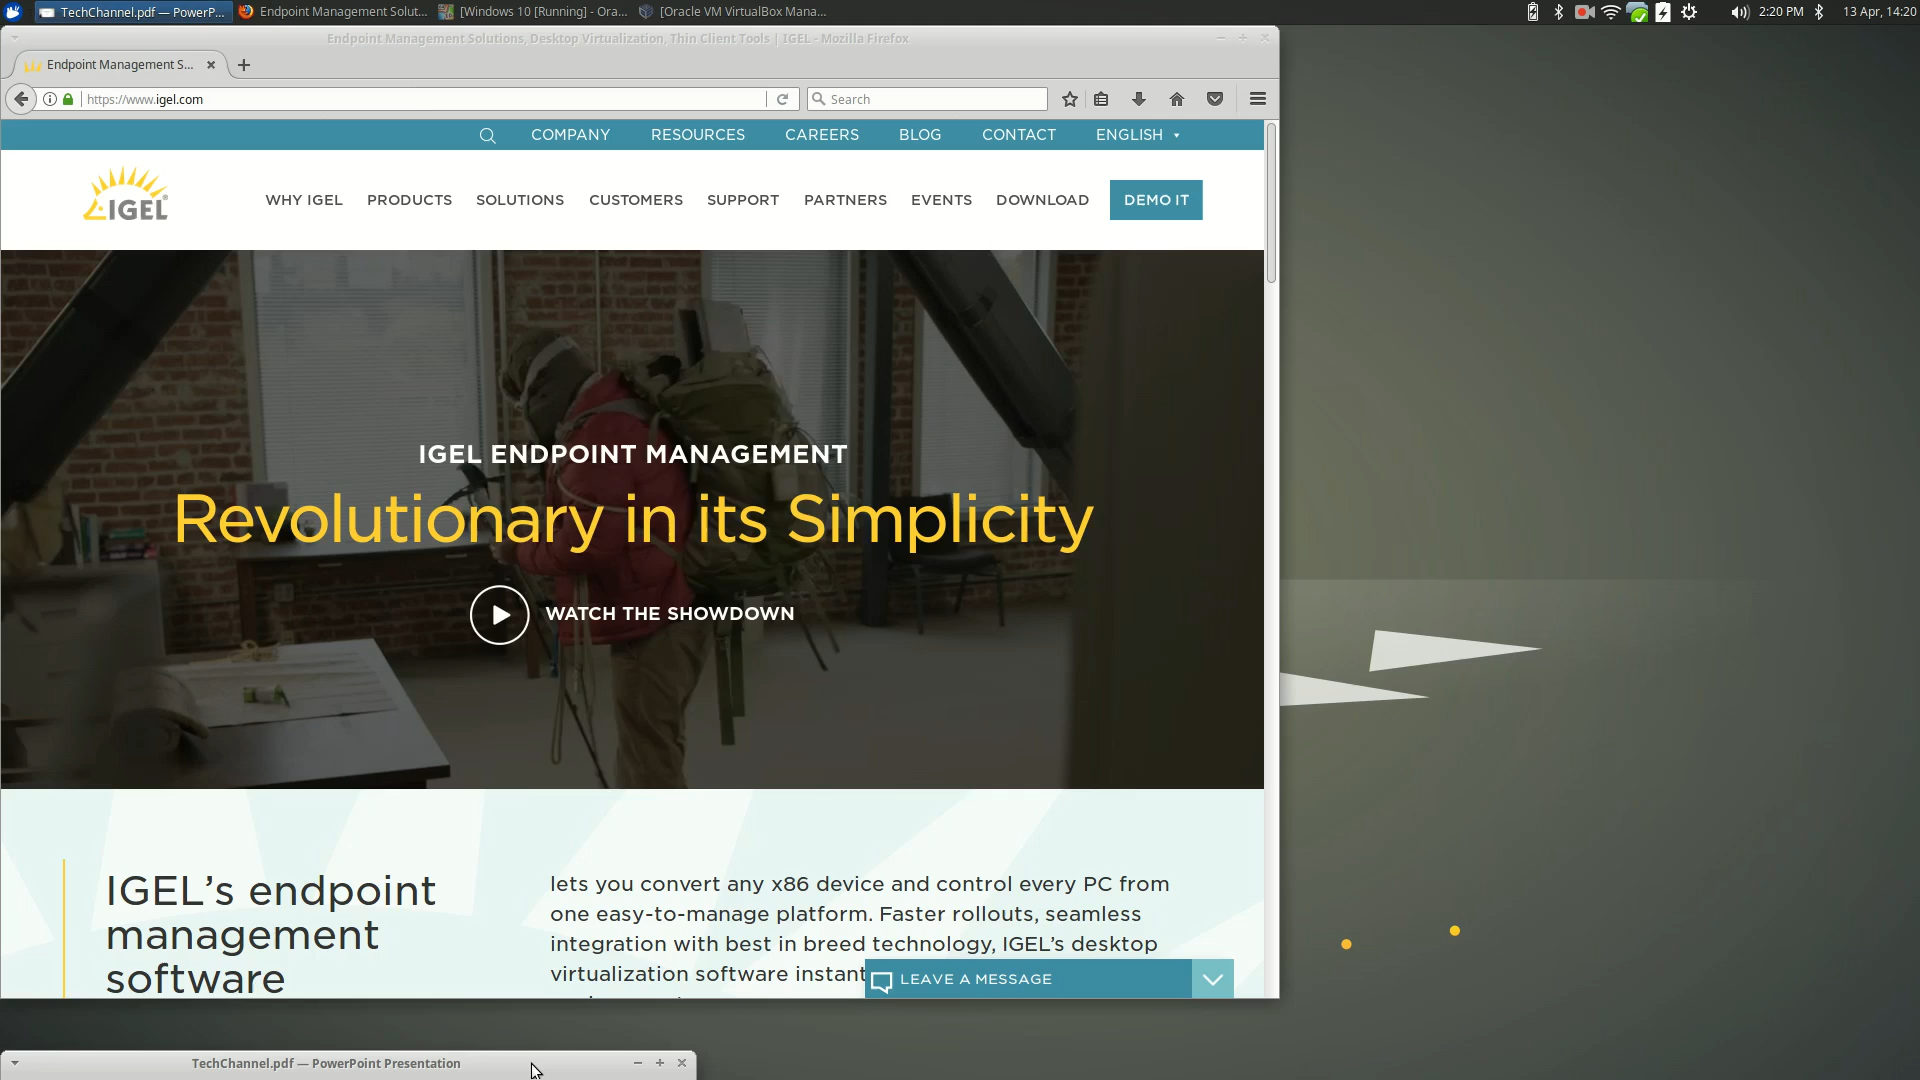 TechChannel.pdf — PowerP...
Endpoint Management Solut...
[Windows 10 [Running] - Ora...
[Oracle VM VirtualBox Mana...
2:20 PM
13 Apr, 14:20
Endpoint Management Solutions, Desktop Virtualization, Thin Client Tools | IGEL - Mozilla Firefox
Endpoint Management S...
https://www.igel.com
Search
COMPANY RESOURCES CAREERS BLOG CONTACT ENGLISH
IGEL
WHY IGEL PRODUCTS SOLUTIONS CUSTOMERS SUPPORT PARTNERS EVENTS DOWNLOAD DEMO IT
IGEL ENDPOINT MANAGEMENT
Revolutionary in its Simplicity
WATCH THE SHOWDOWN
IGEL’s endpoint
management
software
lets you convert any x86 device and control every PC from
one easy-to-manage platform. Faster rollouts, seamless
integration with best in breed technology, IGEL’s desktop
virtualization software instant
LEAVE A MESSAGE
TechChannel.pdf — PowerPoint Presentation